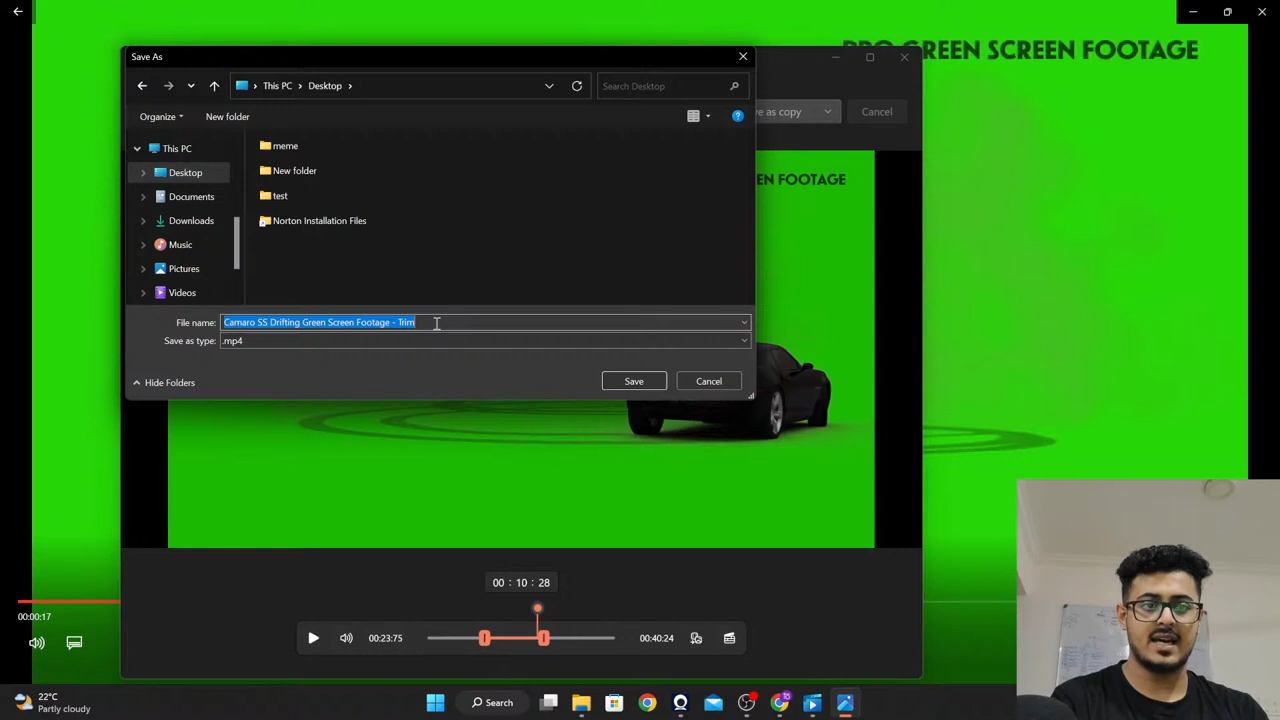 PRO GREEN SCREEN FOOTAGE
Save As
This PC
Desktop
Search Desktop
Save as copy
Cancel
Organize
New folder
This PC
Desktop
Documents
Downloads
Music
Pictures
Videos
meme
New folder
test
Norton Installation Files
EN FOOTAGE
File name: Camaro SS Drifting Green Screen Footage - Trim
Save as type: .mp4
Hide Folders
Save
Cancel
00 : 10 : 28
00:00:17
00:23:75
00:40:24
22°C
Partly cloudy
Search
15